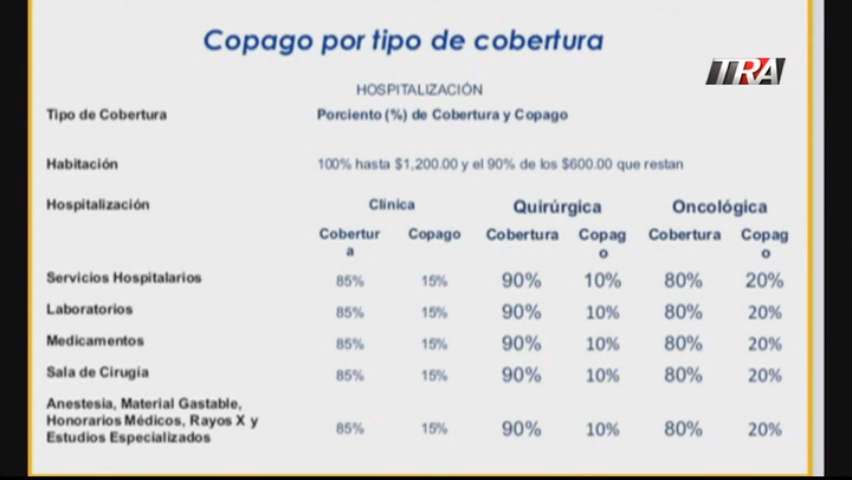 Copago por tipo de cobertura
TRA
HOSPITALIZACIÓN
Tipo de Cobertura Porciento (%) de Cobertura y Copago
Habitación 100% hasta $1,200.00 y el 90% de los $600.00 que restan
Hospitalización Clinica Quirúrgica Oncológica
Cobertur
a Copago Cobertura Copag
o Cobertura Copag
o
Servicios Hospitalarios 85% 15% 90% 10% 80% 20%
Laboratorios 85% 15% 90% 10% 80% 20%
Medicamentos 85% 15% 90% 10% 80% 20%
Sala de Cirugía 85% 15% 90% 10% 80% 20%
Anestesia, Material Gastable,
Honorarios Médicos, Rayos X y
Estudios Especializados 85% 15% 90% 10% 80% 20%